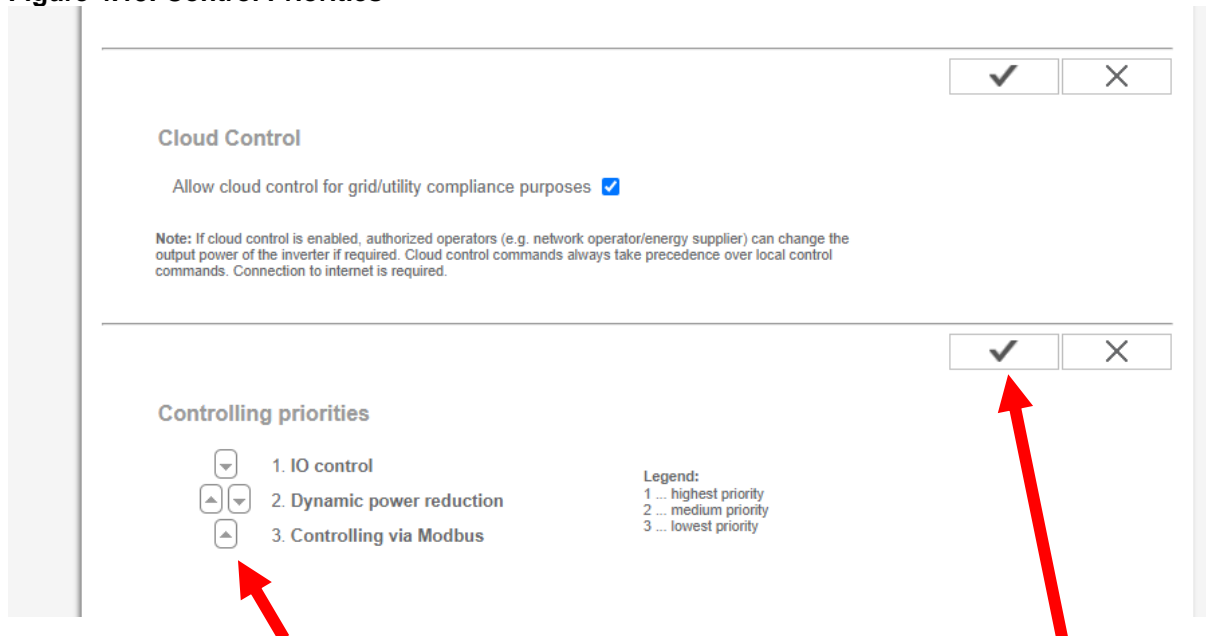 Cloud Control
Allow cloud control for grid/utility compliance purposes
Note: If cloud control is enabled, authorized operators (e.g. network operator/energy supplier) can change the
output power of the inverter if required. Cloud control commands always take precedence over local control
commands. Connection to internet is required.
Controlling priorities
1. IO control
2. Dynamic power reduction
3. Controlling via Modbus
Legend:
1 ... highest priority
2 ... medium priority
3 ... lowest priority